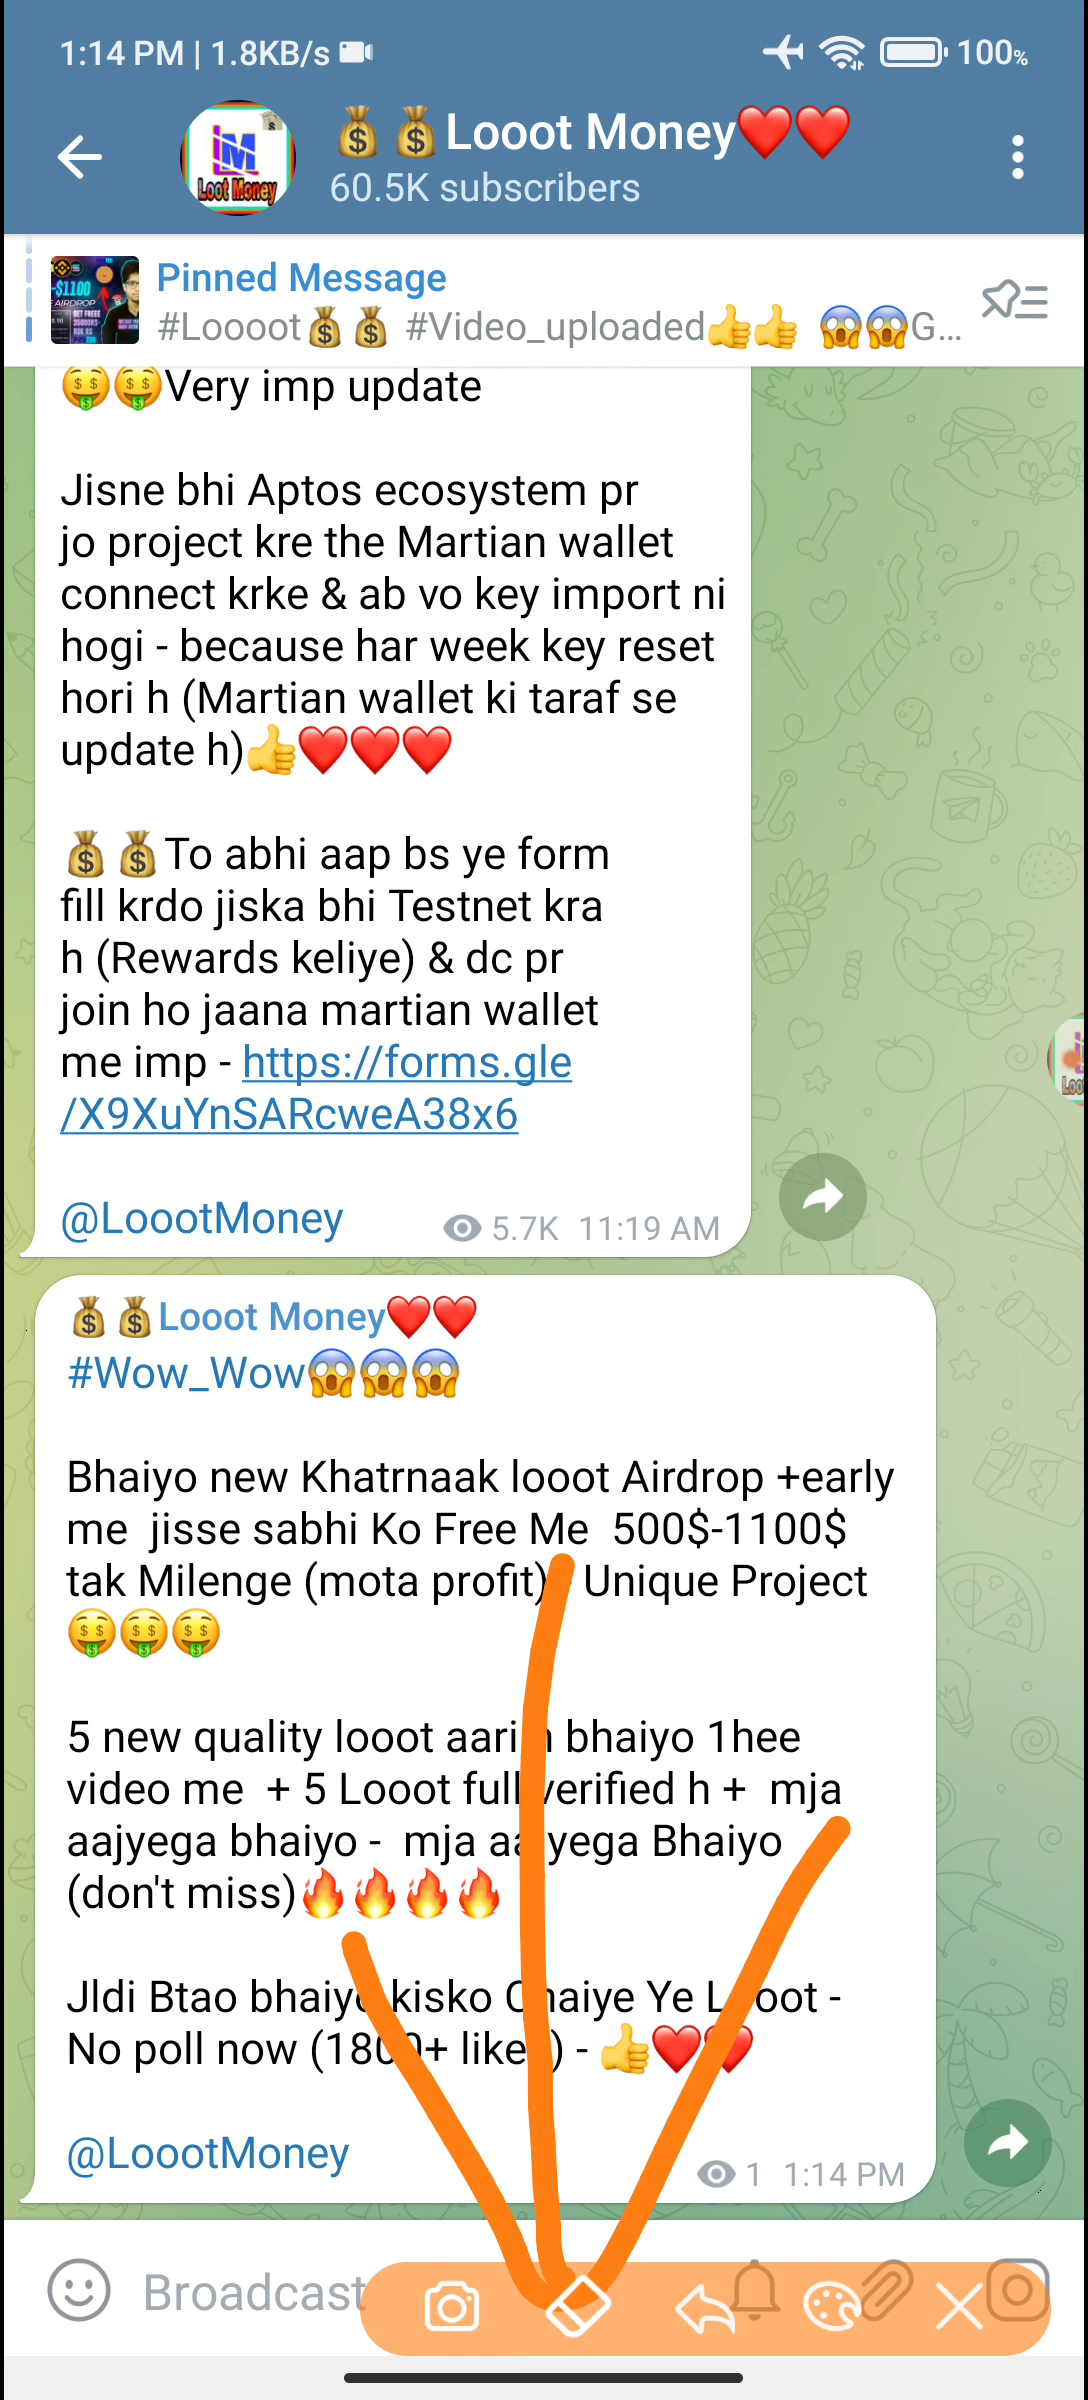 1:14 PM | 1.8KB/s 100%
💰💰Looot Money❤️❤️
60.5K subscribers
Loot Money
Pinned Message
-$1100
AIRDROP
#Loooot💰💰 #Video_uploaded👍👍 😱😱G...
🤑🤑Very imp update
Jisne bhi Aptos ecosystem pr
jo project kre the Martian wallet
connect krke & ab vo key import ni
hogi - because har week key reset
hori h (Martian wallet ki taraf se
update h)👍❤️❤️❤️
💰💰To abhi aap bs ye form
fill krdo jiska bhi Testnet kra
h (Rewards keliye) & dc pr
join ho jaana martian wallet
me imp - https://forms.gle
/X9XuYnSARcweA38x6
@LoootMoney 5.7K 11:19 AM
💰💰Looot Money❤️❤️
#Wow_Wow😱😱😱
Bhaiyo new Khatrnaak looot Airdrop +early
me jisse sabhi Ko Free Me 500$-1100$
tak Milenge (mota profit) Unique Project
🤑🤑🤑
5 new quality looot bhaiyo 1hee
video me + 5 Looot full verified h + mja
aajyega bhaiyo - mja aajyega Bhaiyo
(don't miss)🔥🔥🔥🔥
Jldi Btao bhaiyo kisko Chaiye Ye Looot -
No poll now (1800+ likes) - 👍❤️❤️
@LoootMoney 1 1:14 PM
Broadcast